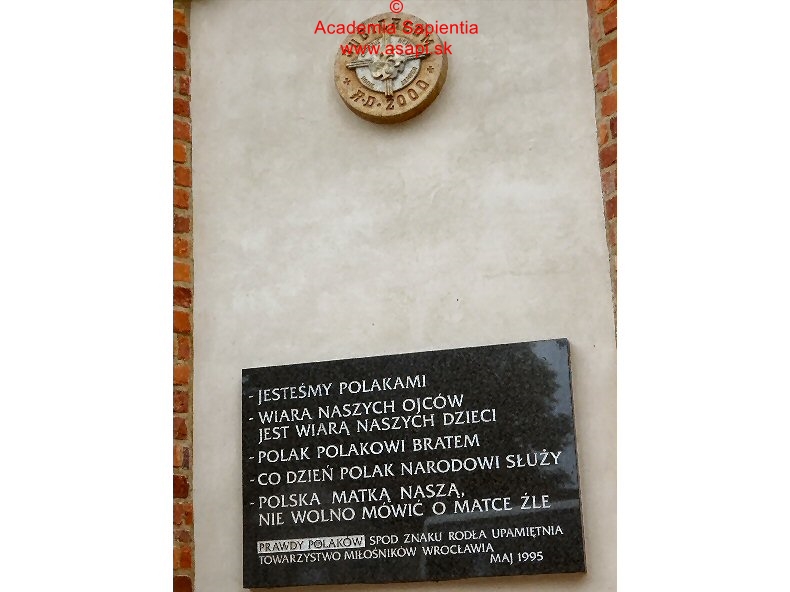 ©
Academia Sapientia
www.asapi.sk
A·D·2000
- JESTEŚMY POLAKAMI
- WIARA NASZYCH OJCÓW
JEST WIARĄ NASZYCH DZIECI
- POLAK POLAKOWI BRATEM
- CO DZIEŃ POLAK NARODOWI SŁUŻY
- POLSKA MATKĄ NASZĄ,
NIE WOLNO MÓWIĆ O MATCE ŹLE
PRAWDY POLAKÓW SPOD ZNAKU RODŁA UPAMIĘTNIA
TOWARZYSTWO MIŁOŚNIKÓW WROCŁAWIA
MAJ 1995